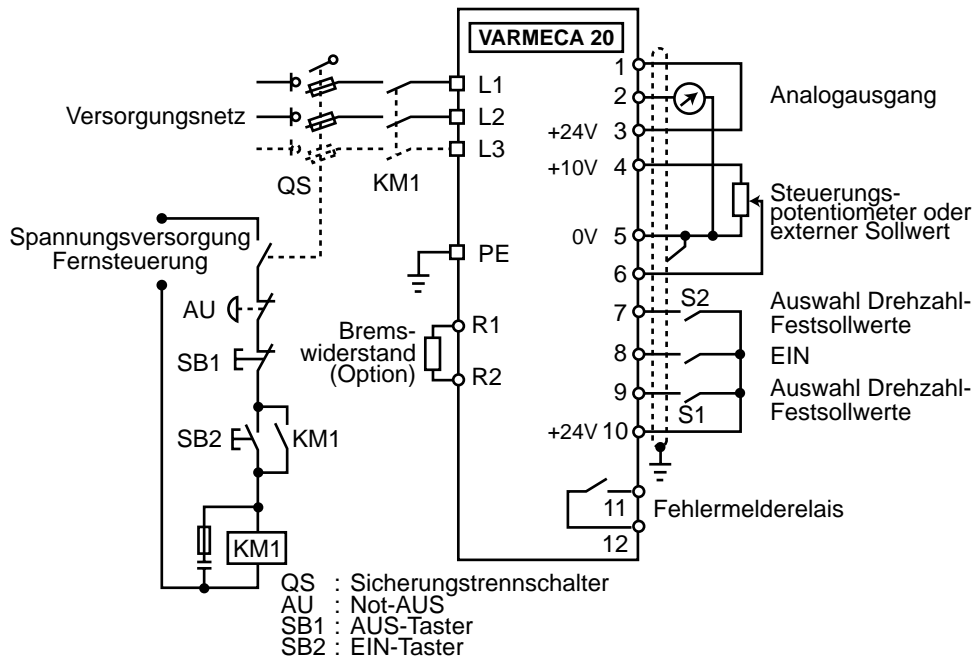 VARMECA 20
L1
L2
L3
Versorgungsnetz
QS
KM1
PE
Spannungsversorgung
Fernsteuerung
AU
SB1
SB2
KM1
KM1
Brems-
widerstand
(Option)
R1
R2
1
2
+24V 3
+10V 4
0V 5
6
7
8
9
+24V 10
11
12
Analogausgang
Steuerungs-
potentiometer oder
externer Sollwert
S2
Auswahl Drehzahl-
Festsollwerte
EIN
S1
Auswahl Drehzahl-
Festsollwerte
Fehlermelderelais
QS : Sicherungstrennschalter
AU : Not-AUS
SB1 : AUS-Taster
SB2 : EIN-Taster